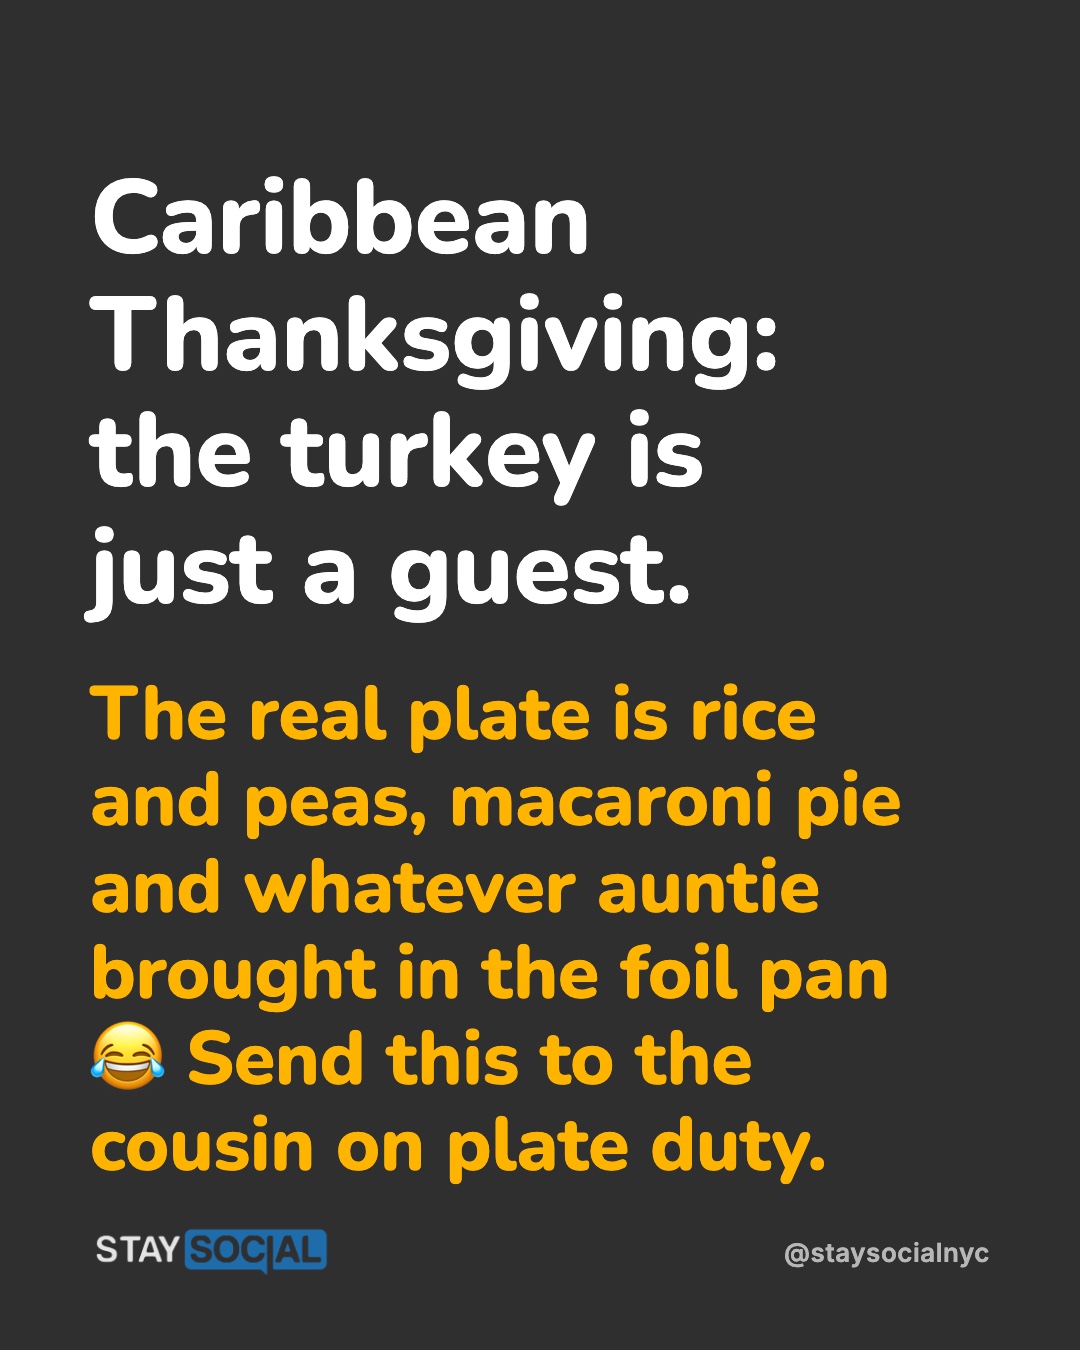 Caribbean
Thanksgiving:
the turkey is
just a guest.
The real plate is rice
and peas, macaroni pie
and whatever auntie
brought in the foil pan
😂 Send this to the
cousin on plate duty.
STAY SOCIAL
@staysocialnyc